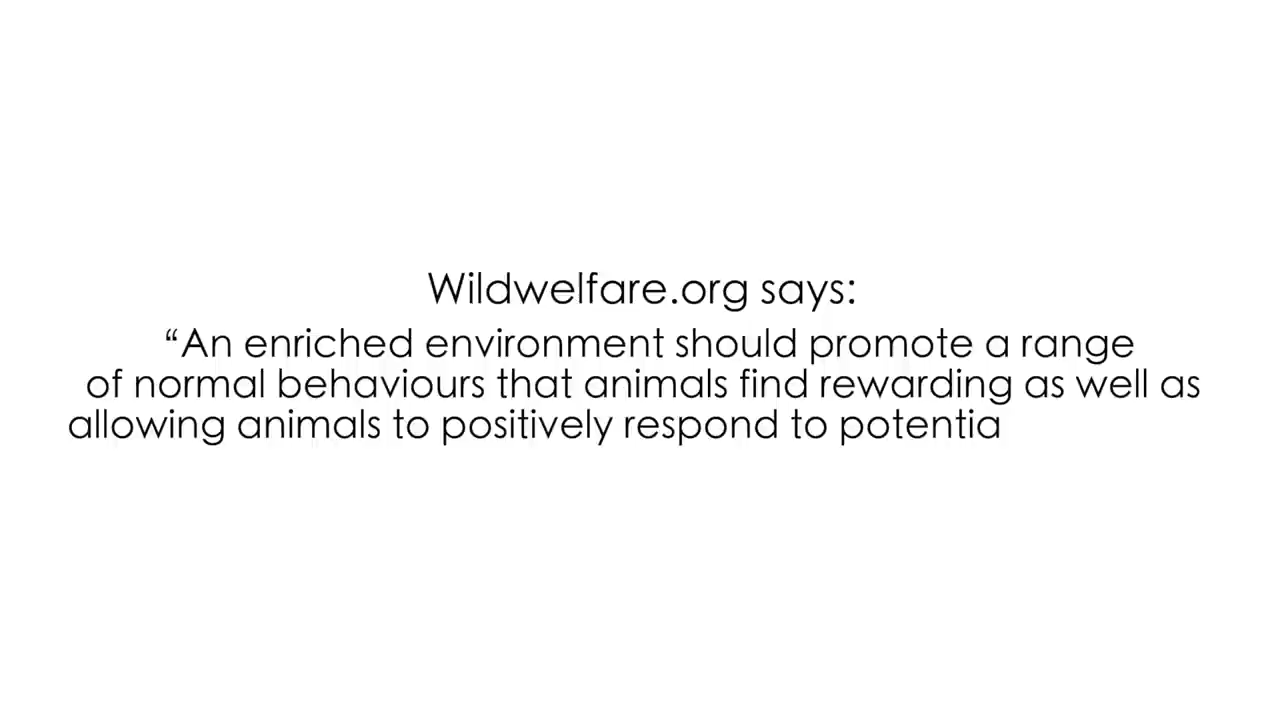 Wildwelfare.org says:
“An enriched environment should promote a range
of normal behaviours that animals find rewarding as well as
allowing animals to positively respond to potentia